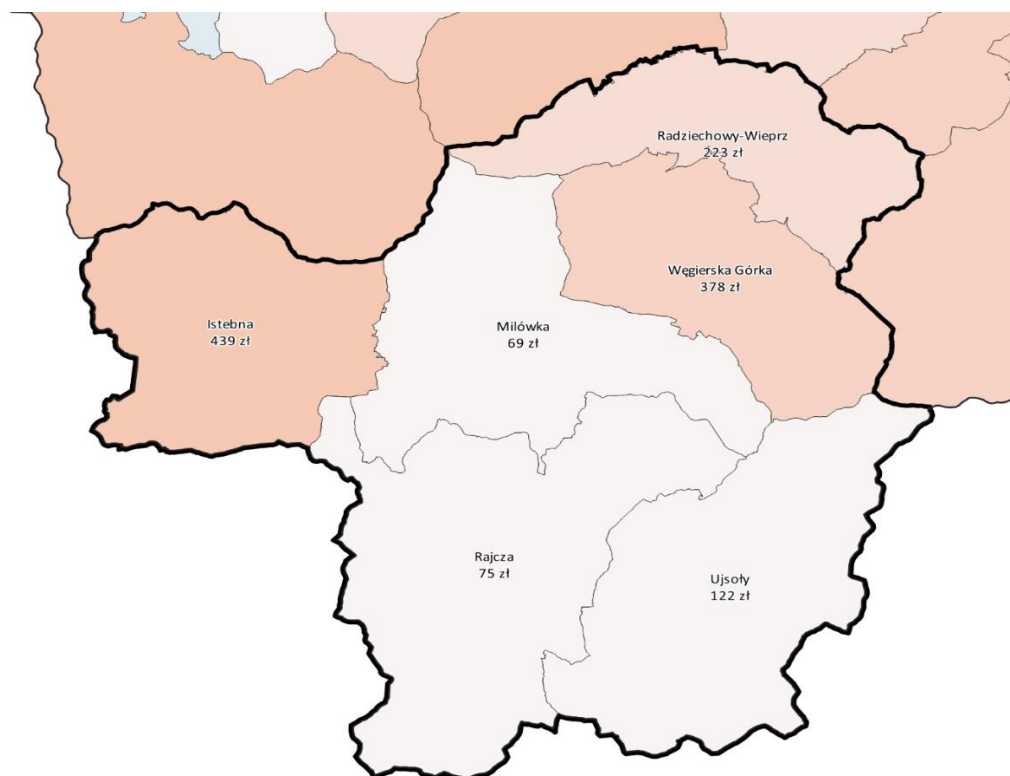 Radziechowy-Wieprz
223 zł
Węgierska Górka
378 zł
Istebna
439 zł
Milówka
69 zł
Rajcza
75 zł
Ujsoły
122 zł